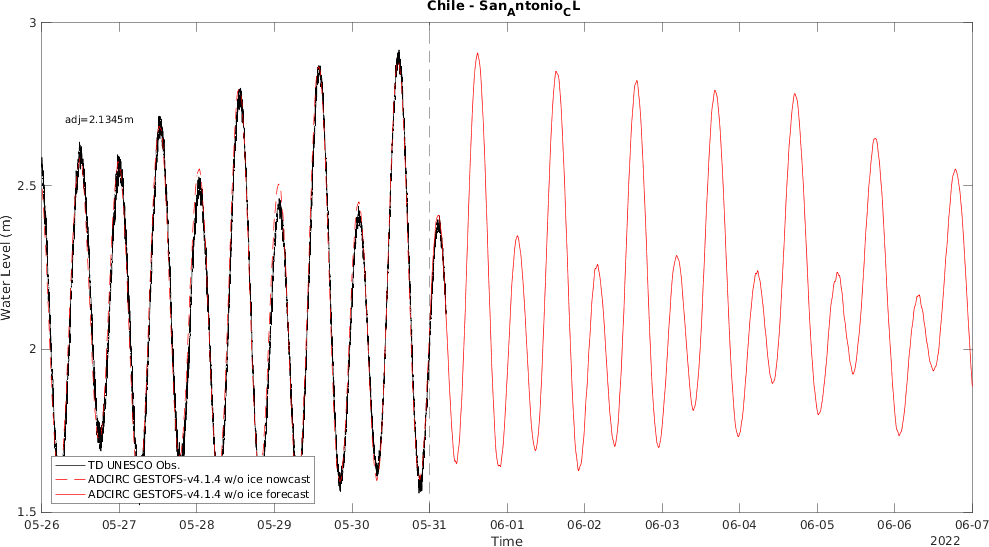 Chile - SanAntonioCL
3
2.5
2
1.5
Water Level (m)
adj=2.1345m
TD UNESCO Obs.
ADCIRC GESTOFS-v4.1.4 w/o ice nowcast
ADCIRC GESTOFS-v4.1.4 w/o ice forecast
05-26 05-27 05-28 05-29 05-30 05-31 06-01 06-02 06-03 06-04 06-05 06-06 06-07
Time
2022